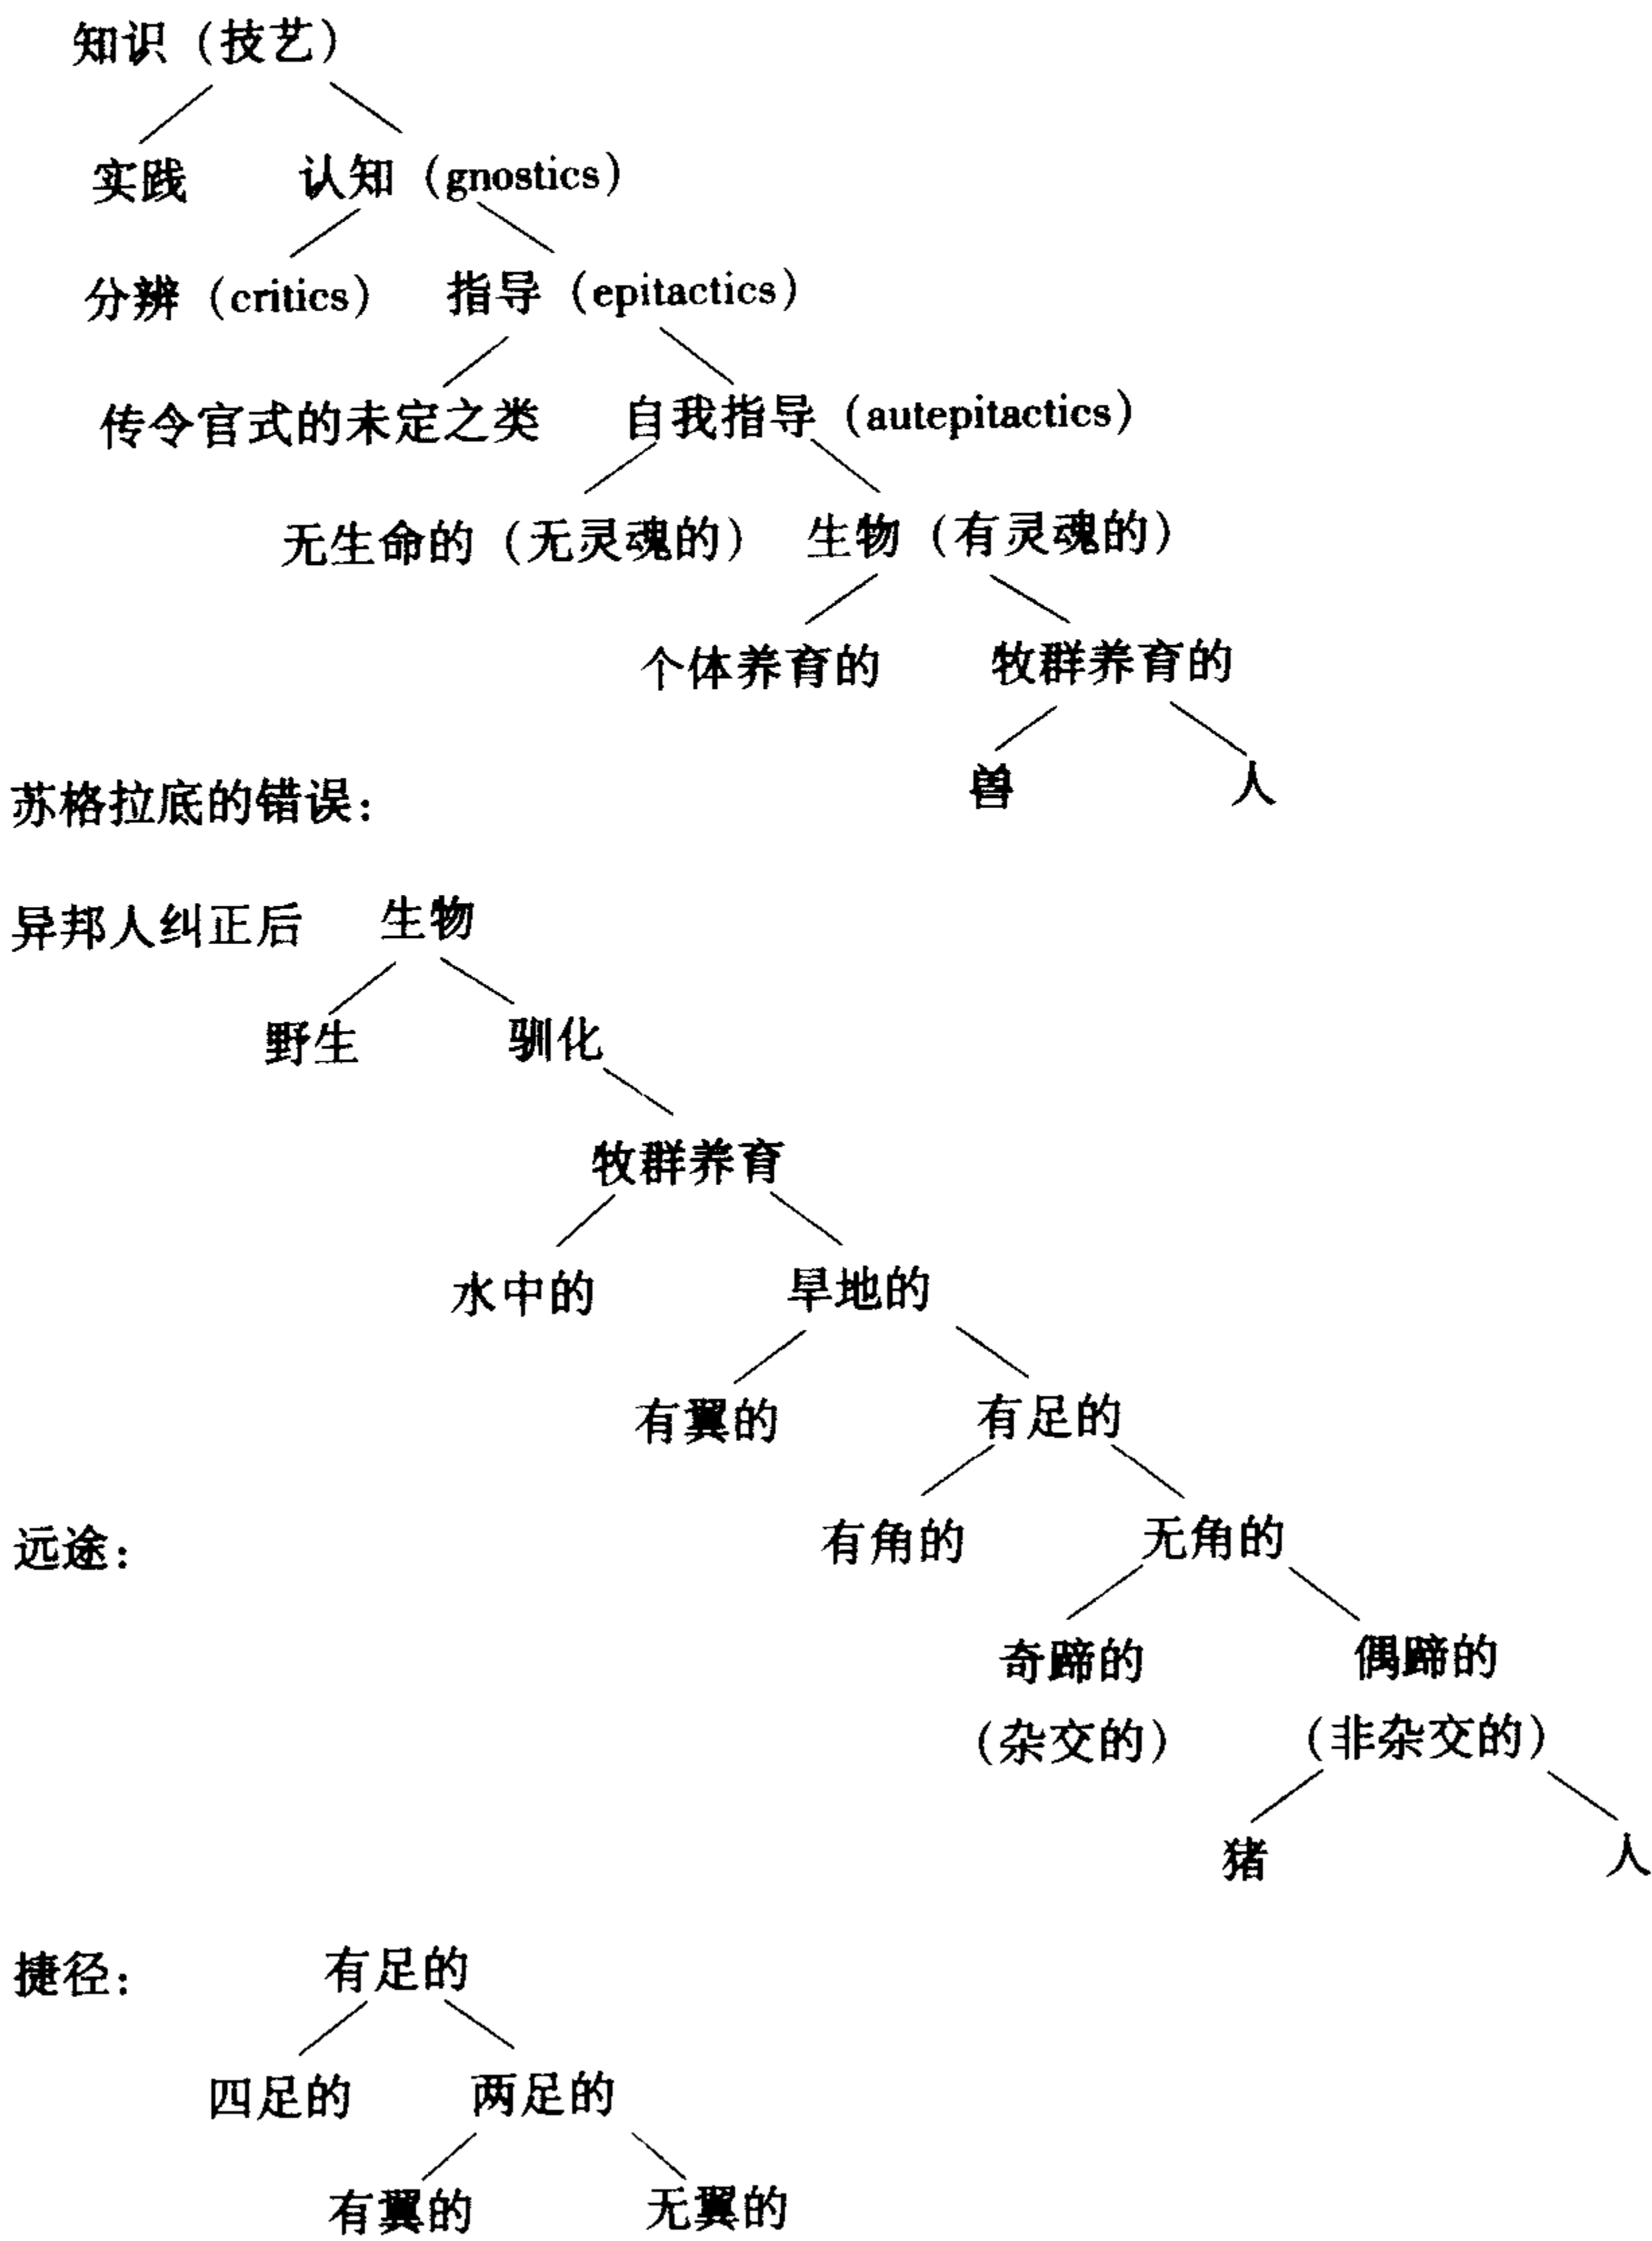 知识（技艺）
实践 认知（gnostics）
分辨（critics） 指导（epitactics）
传令官式的未定之类 自我指导（autepitactics）
无生命的（无灵魂的） 生物（有灵魂的）
个体养育的 牧群养育的
兽 人
苏格拉底的错误：
异邦人纠正后 生物
野生 驯化
牧群养育
水中的 旱地的
有翼的 有足的
远途： 有角的 无角的
奇蹄的 偶蹄的
（杂交的） （非杂交的）
猪 人
捷径： 有足的
四足的 两足的
有翼的 无翼的